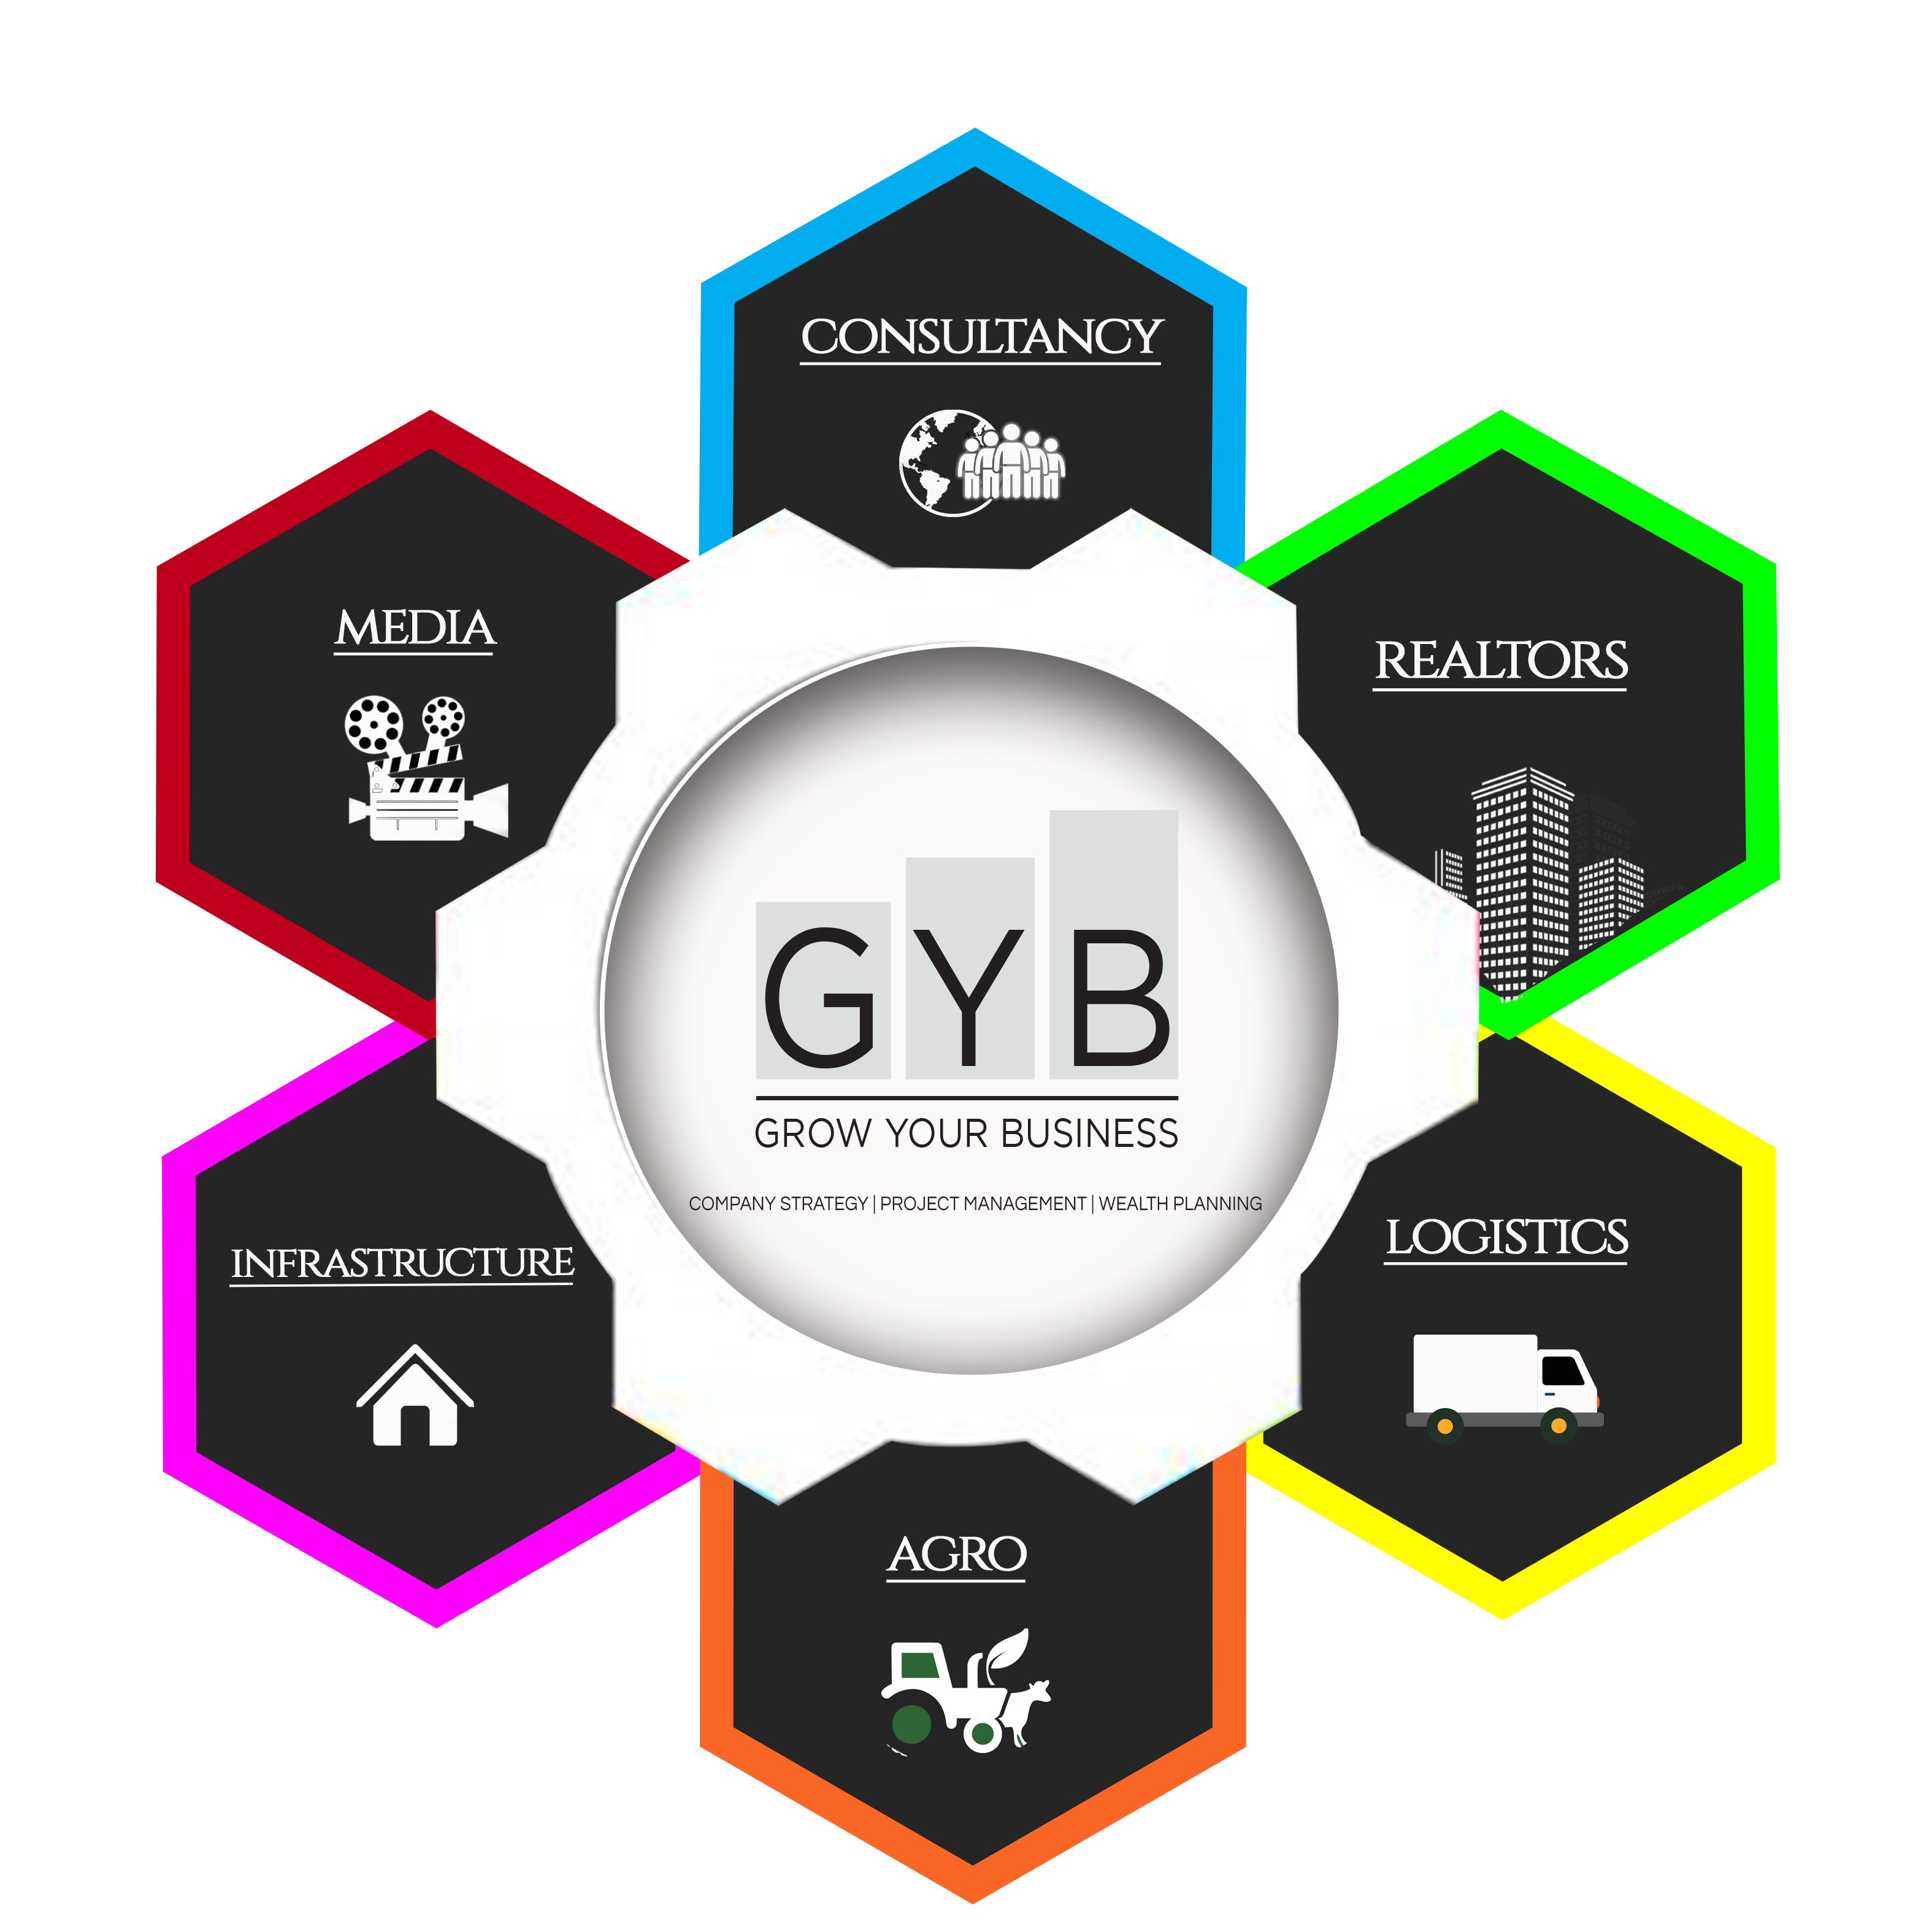 CONSULTANCY
MEDIA
REALTORS
GYB
GROW YOUR BUSINESS
COMPANY STRATEGY | PROJECT MANAGEMENT | WEALTH PLANNING
INFRASTRUCTURE
LOGISTICS
AGRO